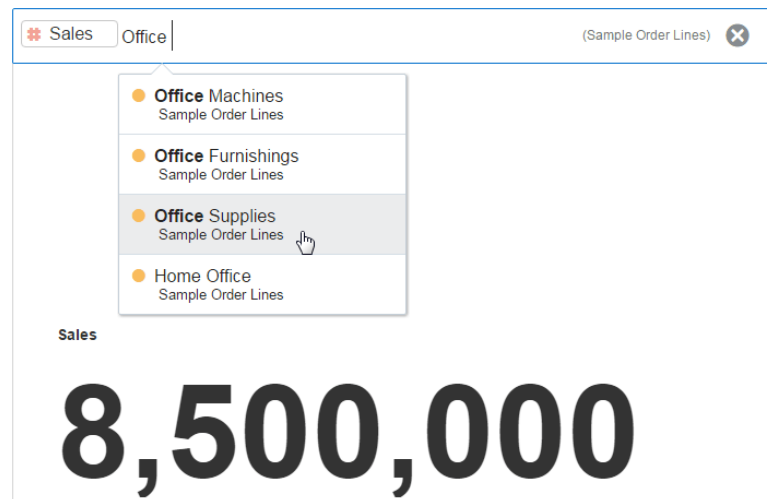 # Sales Office (Sample Order Lines)
Office Machines
Sample Order Lines
Office Furnishings
Sample Order Lines
Office Supplies
Sample Order Lines
Home Office
Sample Order Lines
Sales
8,500,000